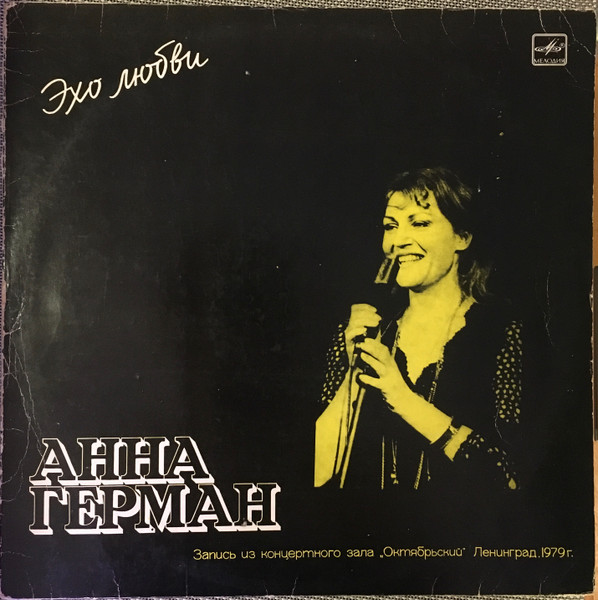 Эхо любви
МЕЛОДИЯ
АННА
ГЕРМАН
Запись из концертного зала „Октябрьский" Ленинград, 1979 г.